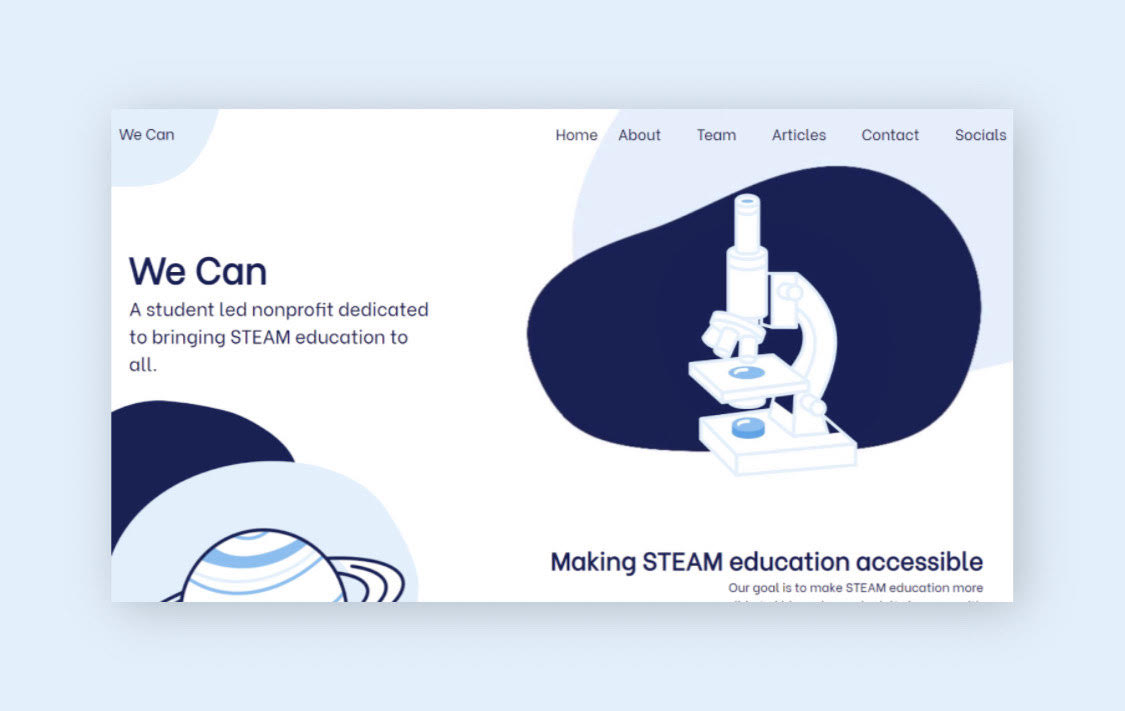 We Can
Home About Team Articles Contact Socials
We Can
A student led nonprofit dedicated
to bringing STEAM education to
all.
Making STEAM education accessible
Our goal is to make STEAM education more